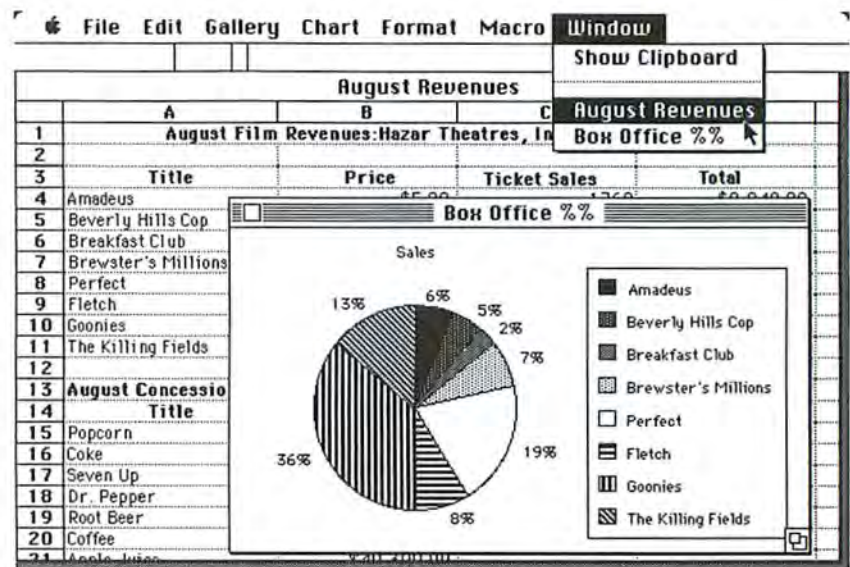 File Edit Gallery Chart Format Macro Window
Show Clipboard
August Revenues
Box Office %%
August Revenues
A B C
1 August Film Revenues:Hazar Theatres, In
2
3 Title Price Ticket Sales Total
4 Amadeus
5 Beverly Hills Cop
6 Breakfast Club
7 Brewster's Millions
8 Perfect
9 Fletch
10 Goonies
11 The Killing Fields
12
13 August Concessio
14 Title
15 Popcorn
16 Coke
17 Seven Up
18 Dr. Pepper
19 Root Beer
20 Coffee
21 Apple Juice
Box Office %%
Sales
6%
5%
2%
7%
19%
8%
36%
13%
Amadeus
Beverly Hills Cop
Breakfast Club
Brewster's Millions
Perfect
Fletch
Goonies
The Killing Fields